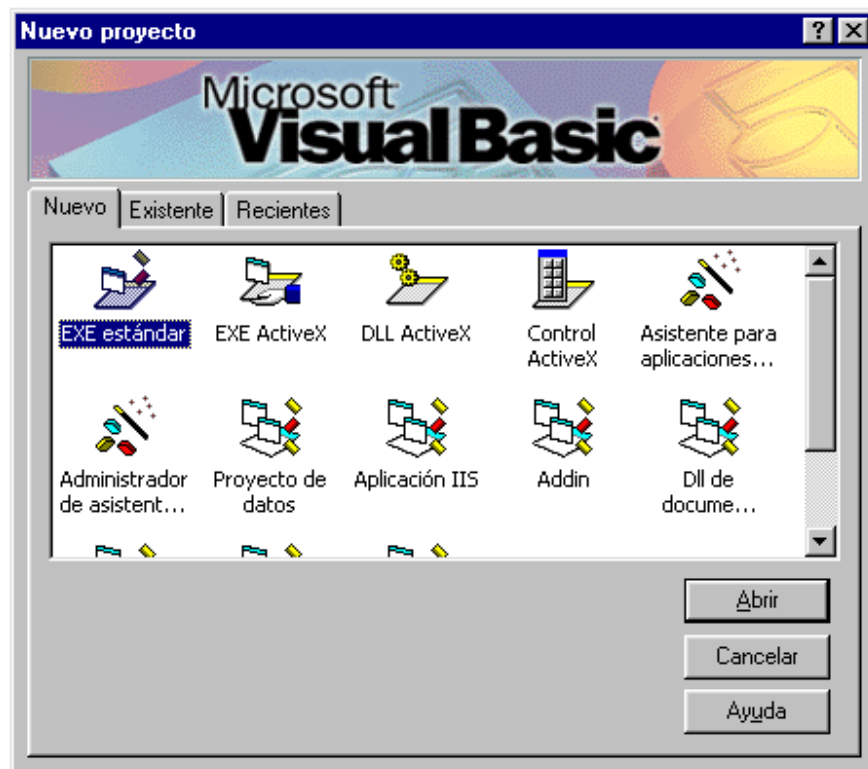 Nuevo proyecto
Microsoft
Visual Basic
Nuevo Existente Recientes
EXE estándar EXE ActiveX DLL ActiveX Control ActiveX Asistente para aplicaciones...
Administrador de asistent... Proyecto de datos Aplicación IIS Addin Dll de docume...
Abrir
Cancelar
Ayuda